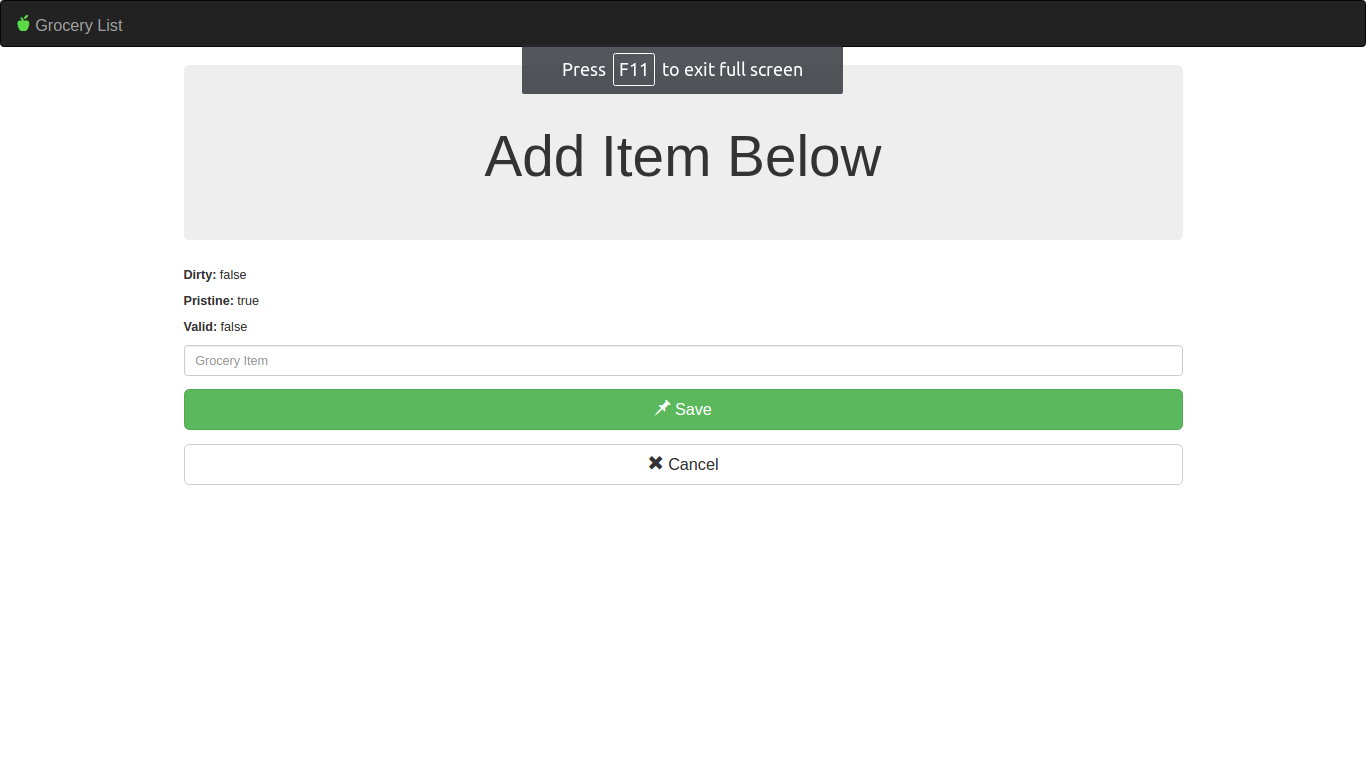 Grocery List
Press F11 to exit full screen
Add Item Below
Dirty: false
Pristine: true
Valid: false
Grocery Item
Save
Cancel